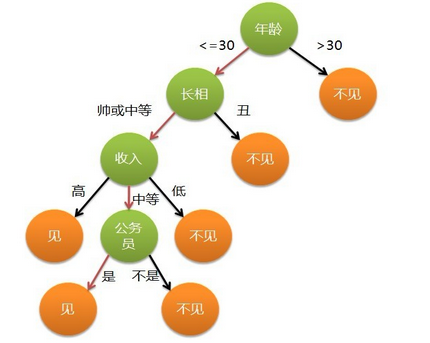 年龄
<=30
>30
长相
不见
帅或中等
丑
收入
不见
高
中等
低
见
公务
员
不见
是
不是
见
不见